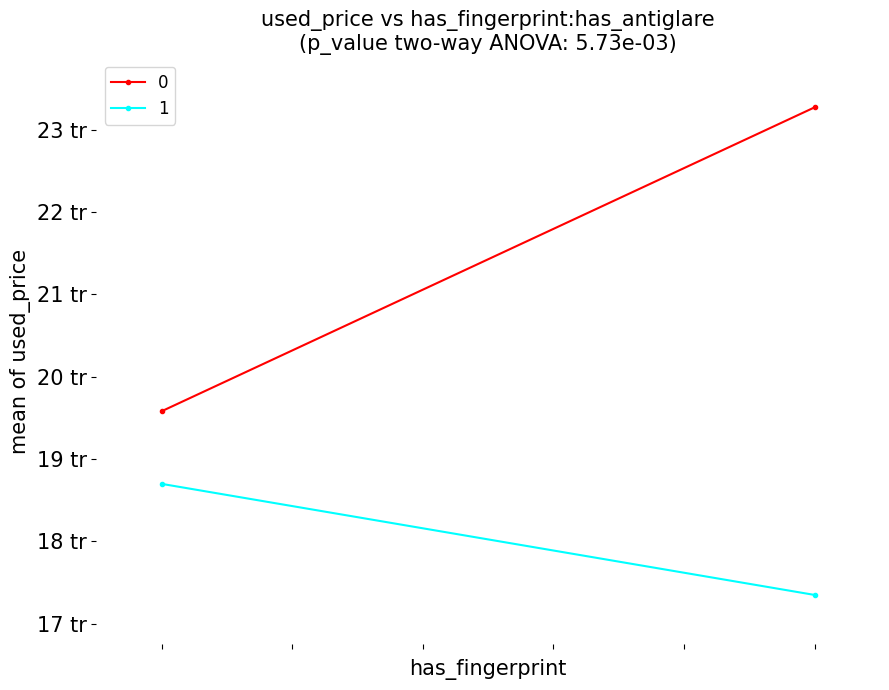 used_price vs has_fingerprint:has_antiglare
(p_value two-way ANOVA: 5.73e-03)
0
1
23 tr
22 tr
21 tr
20 tr
19 tr
18 tr
17 tr
mean of used_price
has_fingerprint